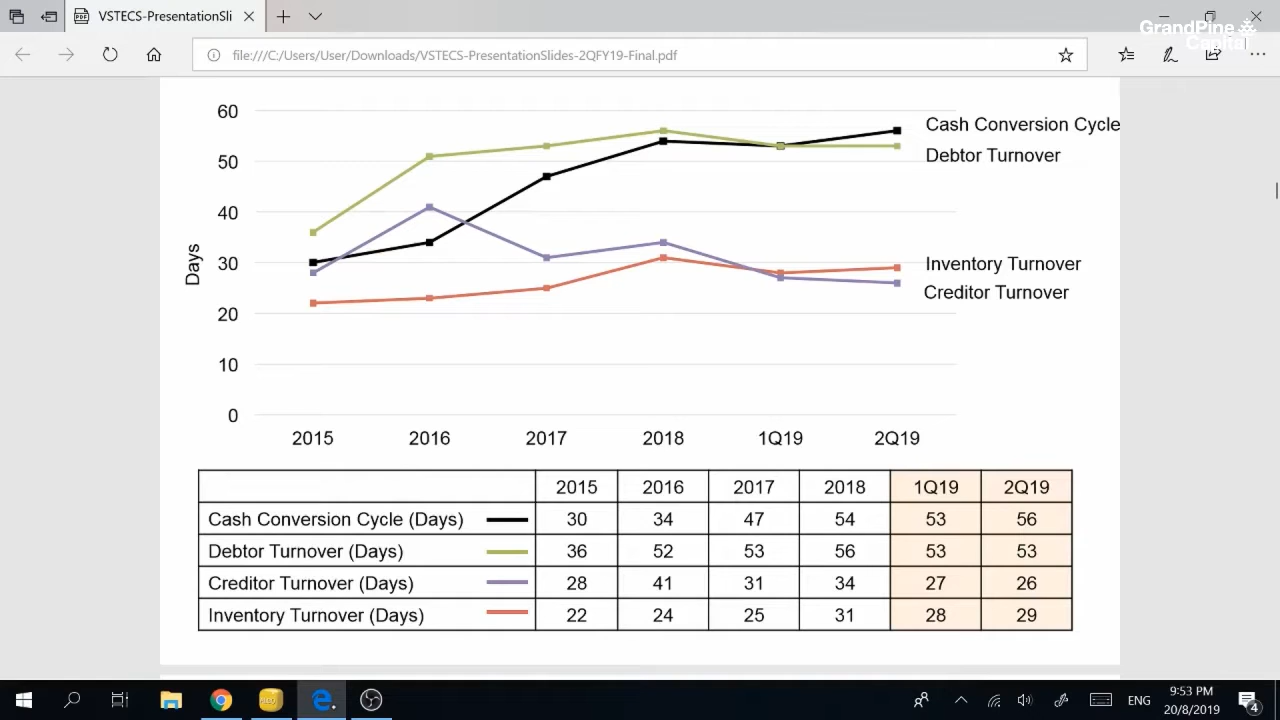 VSTECS-PresentationSli
GrandPine
Capital
file:///C:/Users/User/Downloads/VSTECS-PresentationSlides-2QFY19-Final.pdf
60
50
40
30
20
10
0
Days
Cash Conversion Cycle
Debtor Turnover
Inventory Turnover
Creditor Turnover
2015 2016 2017 2018 1Q19 2Q19
2015 2016 2017 2018 1Q19 2Q19
Cash Conversion Cycle (Days) 30 34 47 54 53 56
Debtor Turnover (Days) 36 52 53 56 53 53
Creditor Turnover (Days) 28 41 31 34 27 26
Inventory Turnover (Days) 22 24 25 31 28 29
ENG
9:53 PM
20/8/2019
4